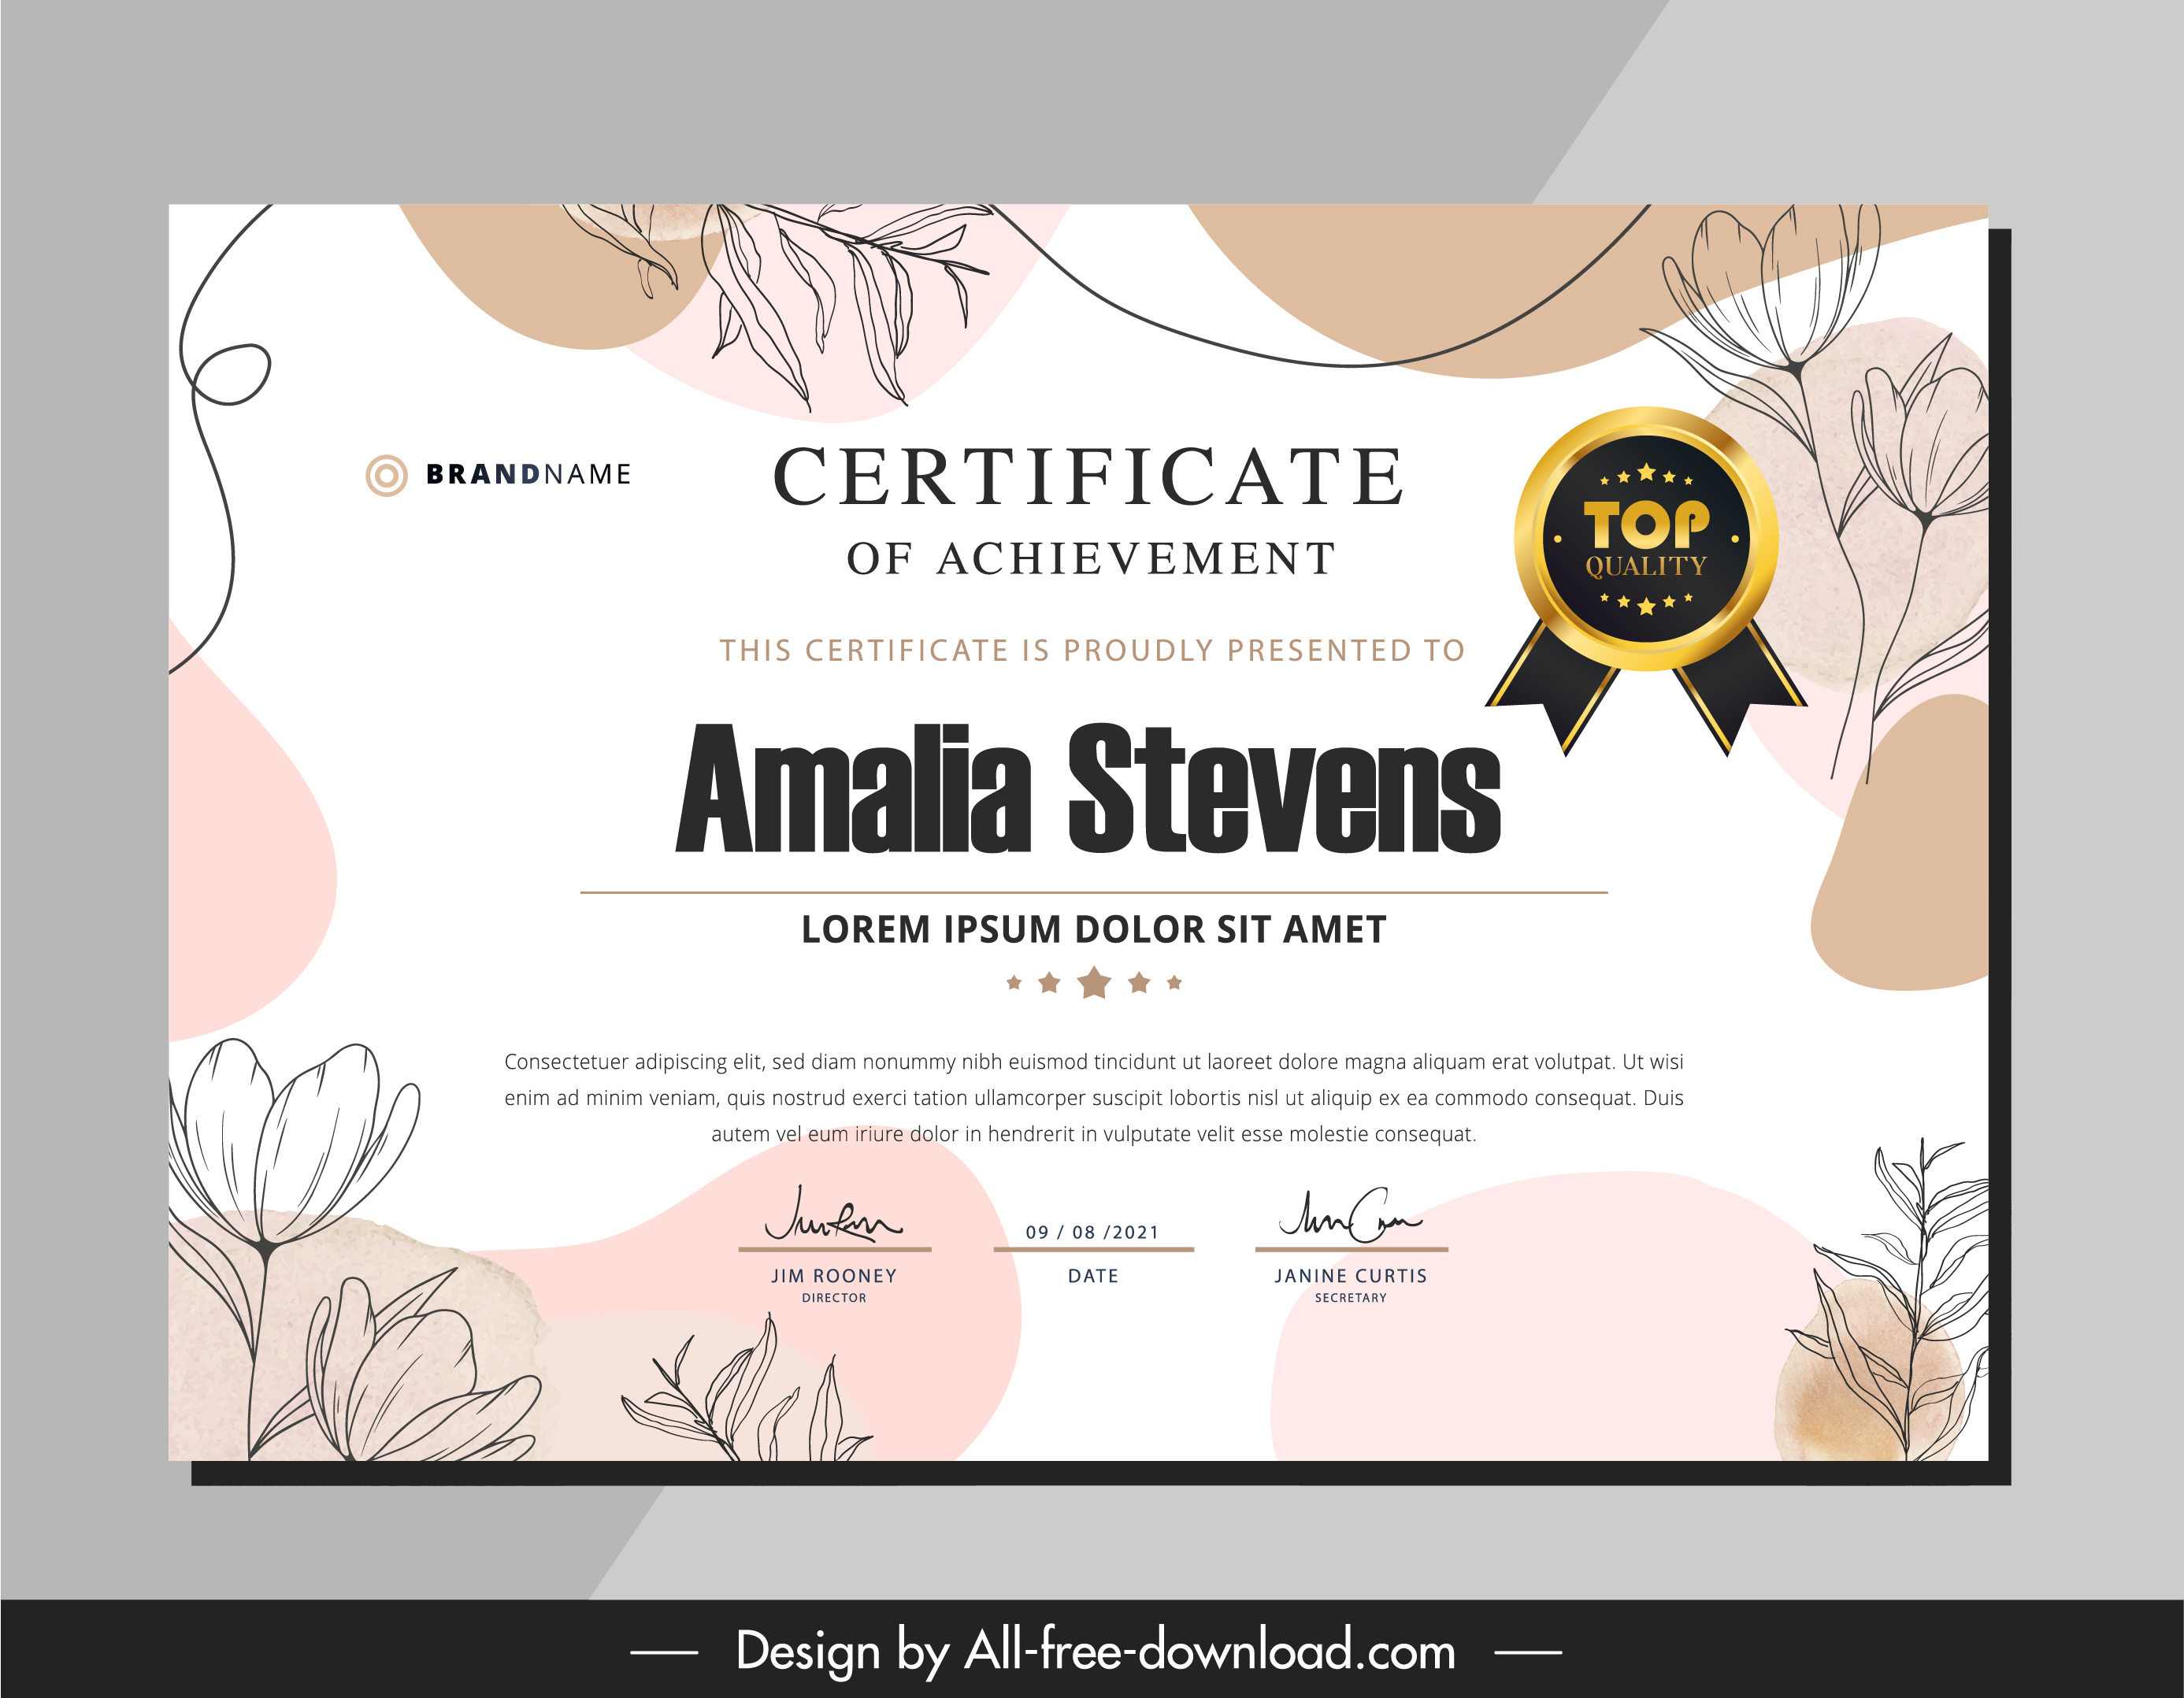 BRANDNAME
CERTIFICATE
OF ACHIEVEMENT
TOP
QUALITY
THIS CERTIFICATE IS PROUDLY PRESENTED TO
Amalia Stevens
LOREM IPSUM DOLOR SIT AMET
Consectetuer adipiscing elit, sed diam nonummy nibh euismod tincidunt ut laoreet dolore magna aliquam erat volutpat. Ut wisi
enim ad minim veniam, quis nostrud exerci tation ullamcorper suscipit lobortis nisl ut aliquip ex ea commodo consequat. Duis
autem vel eum iriure dolor in hendrerit in vulputate velit esse molestie consequat.
09 / 08 /2021
JIM ROONEY
DIRECTOR
DATE
JANINE CURTIS
SECRETARY
Design by All-free-download.com